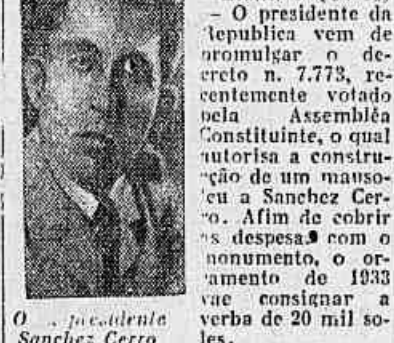 – O presidente da
Republica vem de
promulgar o de-
creto n. 7.773, re-
centemente votado
pela Assembléa
Constituinte, o qual
autorisa a constru-
cção de um mauso-
leu a Sanchez Cer-
ro. Afim de cobrir
as despesas com o
monumento, o or-
çamento de 1933
vae consignar a
verba de 20 mil so-
les.
O presidente
Sanchez Cerro